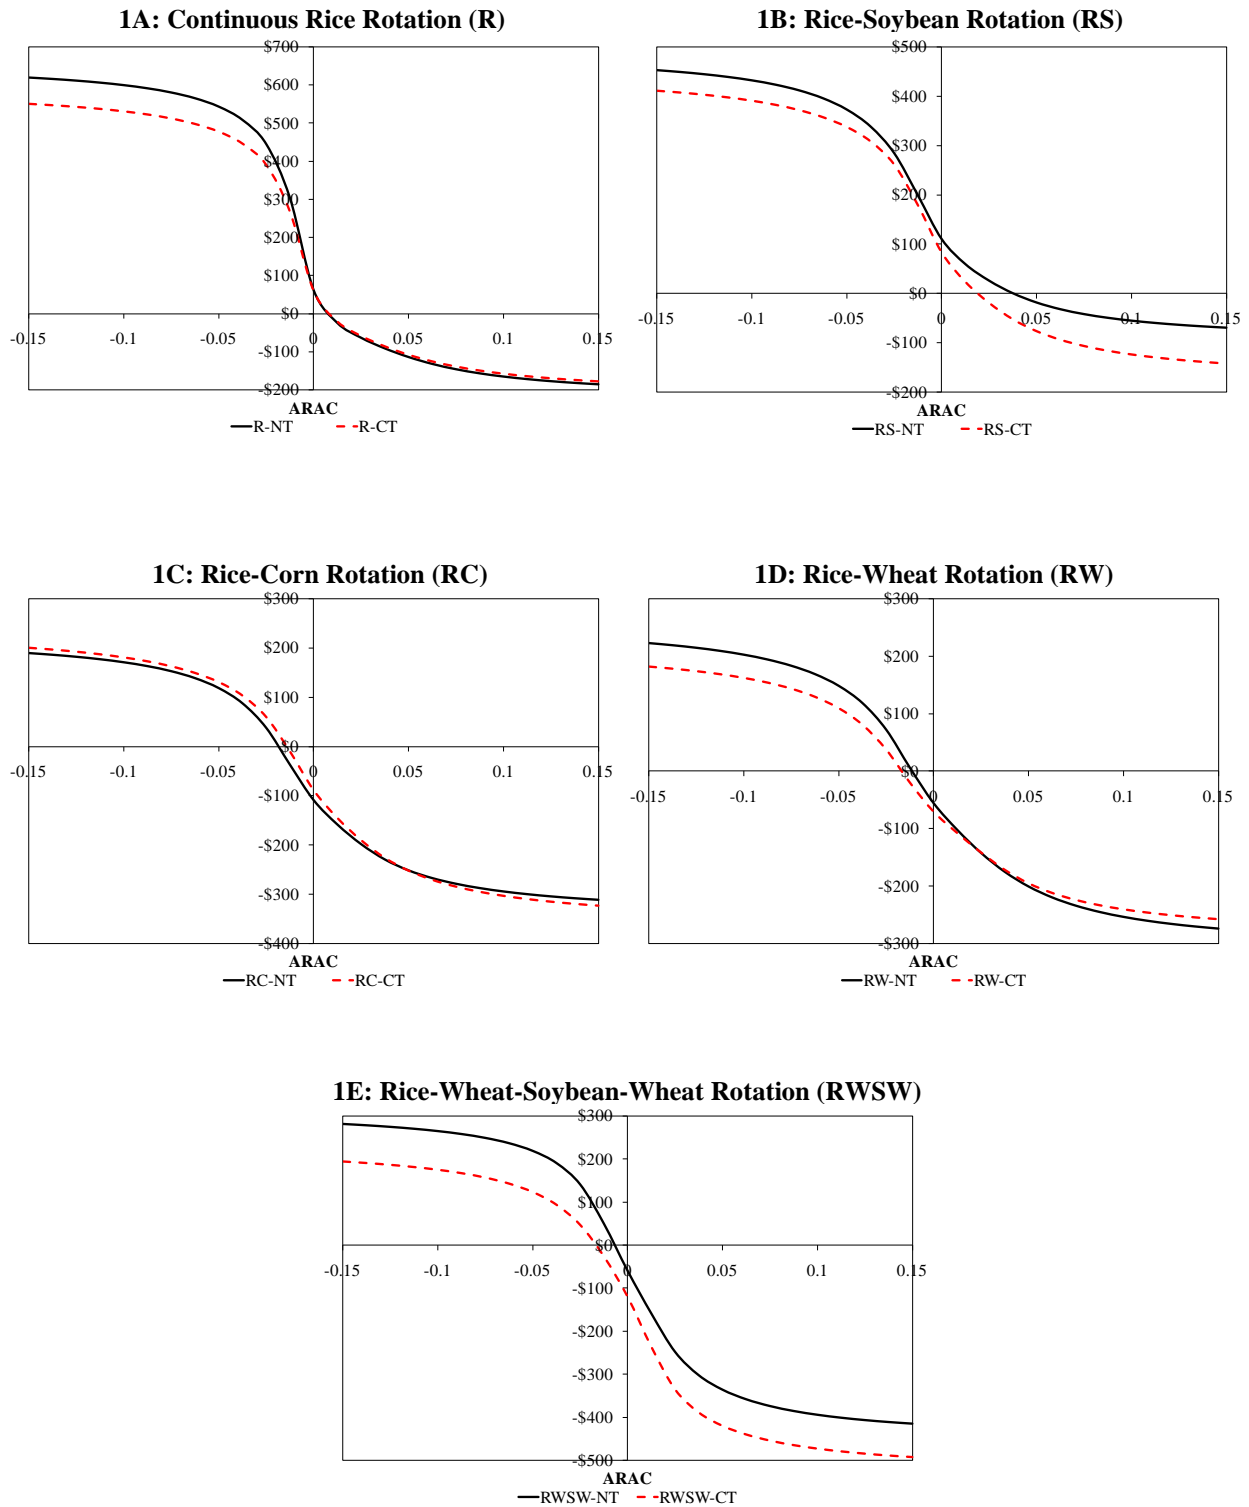 1A: Continuous Rice Rotation (R)
$700
$600
$500
$400
$300
$200
$100
$0
-$100
-$200
-0.15 -0.1 -0.05 0 0.05 0.1 0.15
ARAC
R-NT R-CT
1B: Rice-Soybean Rotation (RS)
$500
$400
$300
$200
$100
$0
-$100
-$200
-0.15 -0.1 -0.05 0 0.05 0.1 0.15
ARAC
RS-NT RS-CT
1C: Rice-Corn Rotation (RC)
$300
$200
$100
$0
-$100
-$200
-$300
-$400
-0.15 -0.1 -0.05 0 0.05 0.1 0.15
ARAC
RC-NT RC-CT
1D: Rice-Wheat Rotation (RW)
$300
$200
$100
$0
-$100
-$200
-$300
-0.15 -0.1 -0.05 0 0.05 0.1 0.15
ARAC
RW-NT RW-CT
1E: Rice-Wheat-Soybean-Wheat Rotation (RWSW)
$300
$200
$100
$0
-$100
-$200
-$300
-$400
-$500
-0.15 -0.1 -0.05 0 0.05 0.1 0.15
ARAC
RWSW-NT RWSW-CT